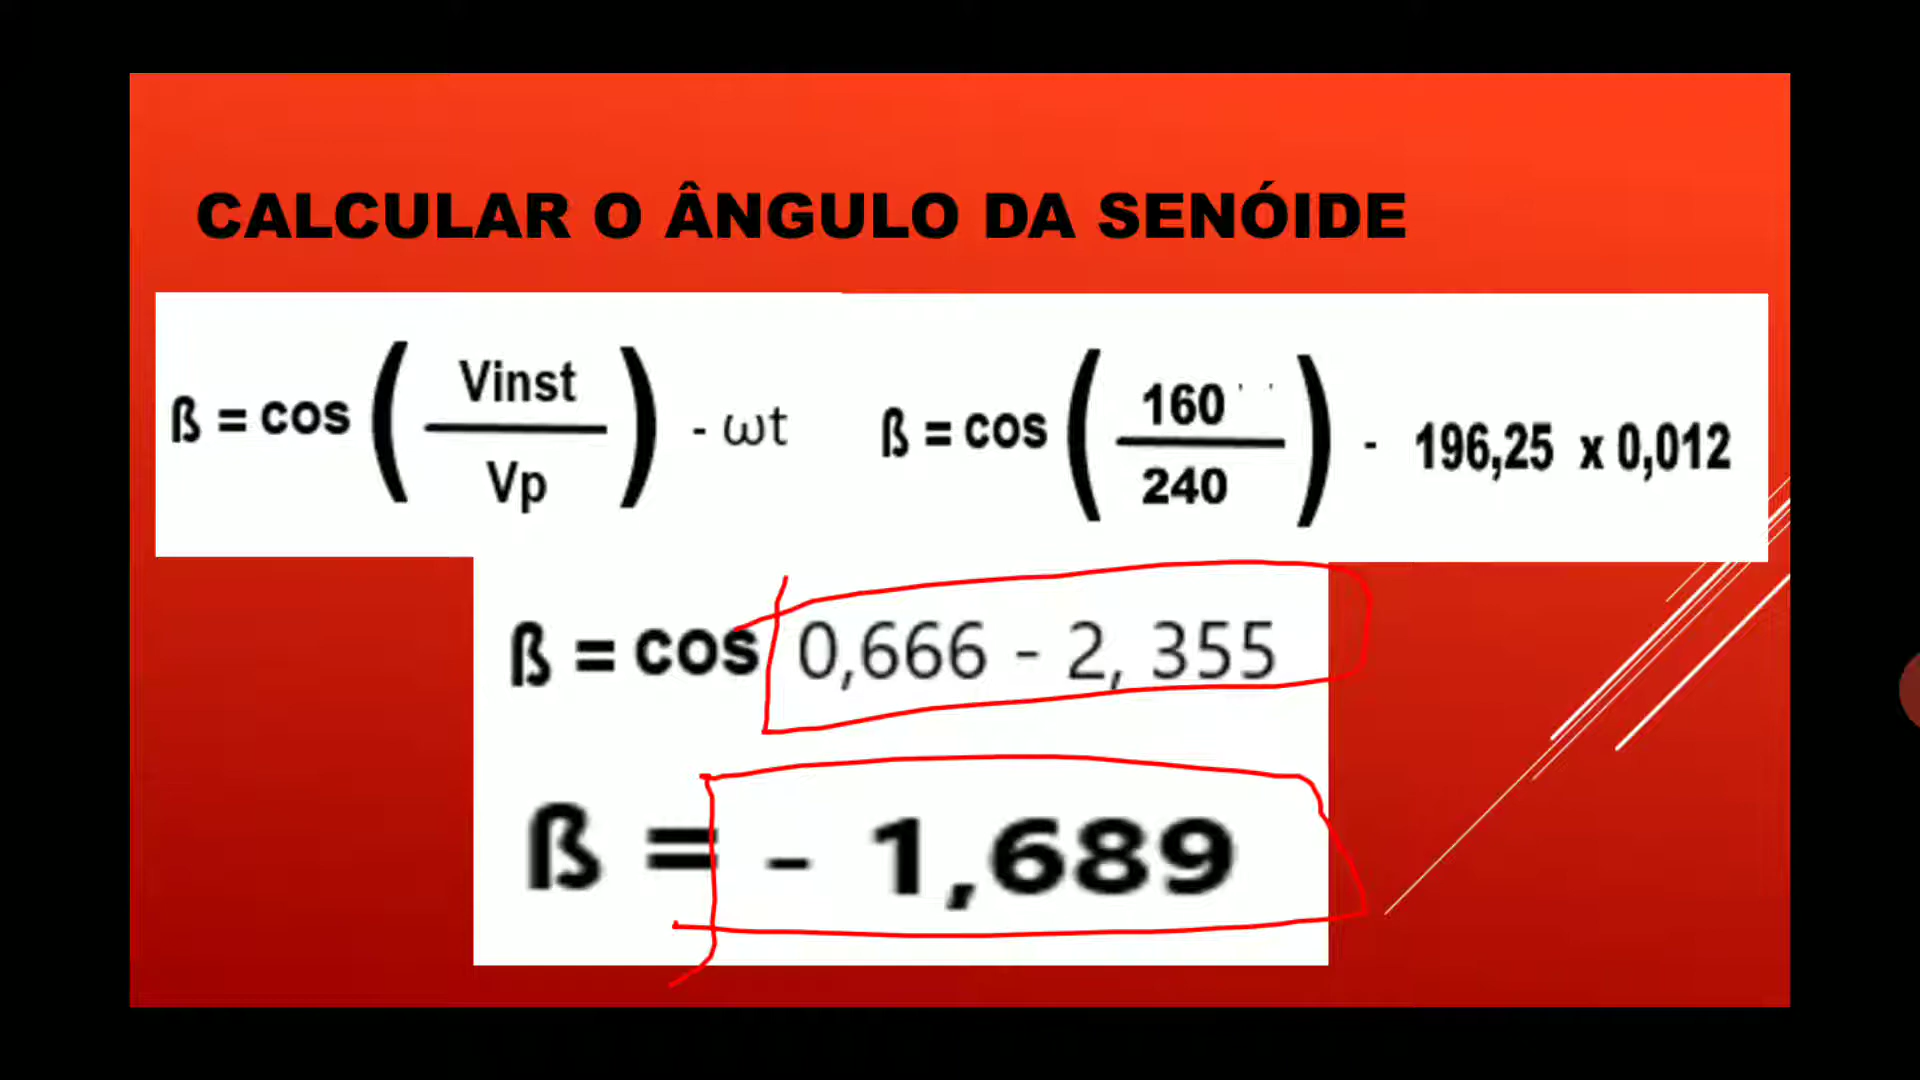 CALCULAR O ÂNGULO DA SENÓIDE
ß = cos ( Vinst / Vp ) - ωt
ß = cos ( 160 / 240 ) - 196,25 x 0,012
ß = cos 0,666 - 2, 355
ß = - 1,689